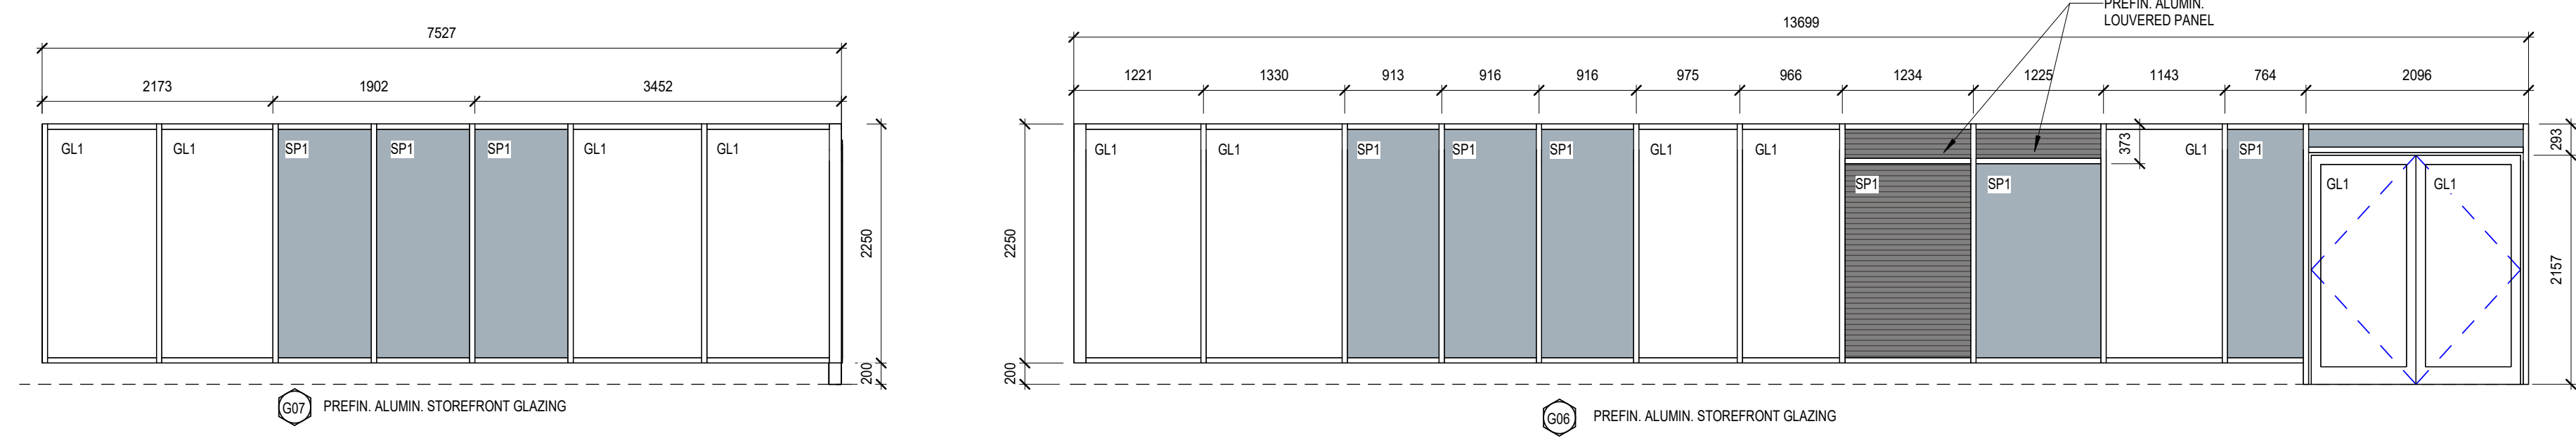 PREFIN. ALUMIN.
LOUVERED PANEL
7527
2173
1902
3452
GL1
GL1
SP1
SP1
SP1
GL1
GL1
2250
200
G07
PREFIN. ALUMIN. STOREFRONT GLAZING
13699
1221
1330
913
916
916
975
966
1234
1225
1143
764
2096
2250
200
GL1
GL1
SP1
SP1
SP1
GL1
GL1
SP1
SP1
373
GL1
SP1
GL1
GL1
293
2157
G06
PREFIN. ALUMIN. STOREFRONT GLAZING